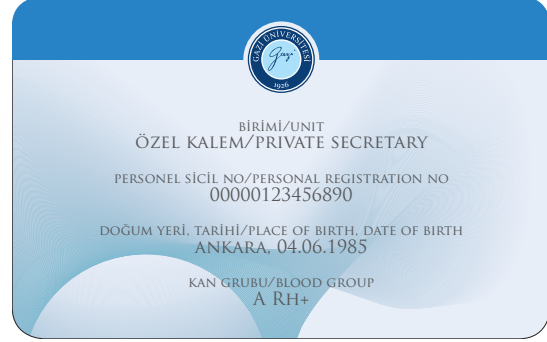 GAZİ ÜNİVERSİTESİ
Gazi
1926
BİRİMİ/UNIT
ÖZEL KALEM/PRIVATE SECRETARY
PERSONEL SİCİL NO/PERSONAL REGISTRATION NO
00000123456890
DOĞUM YERİ, TARİHİ/PLACE OF BIRTH, DATE OF BIRTH
ANKARA, 04.06.1985
KAN GRUBU/BLOOD GROUP
A RH+